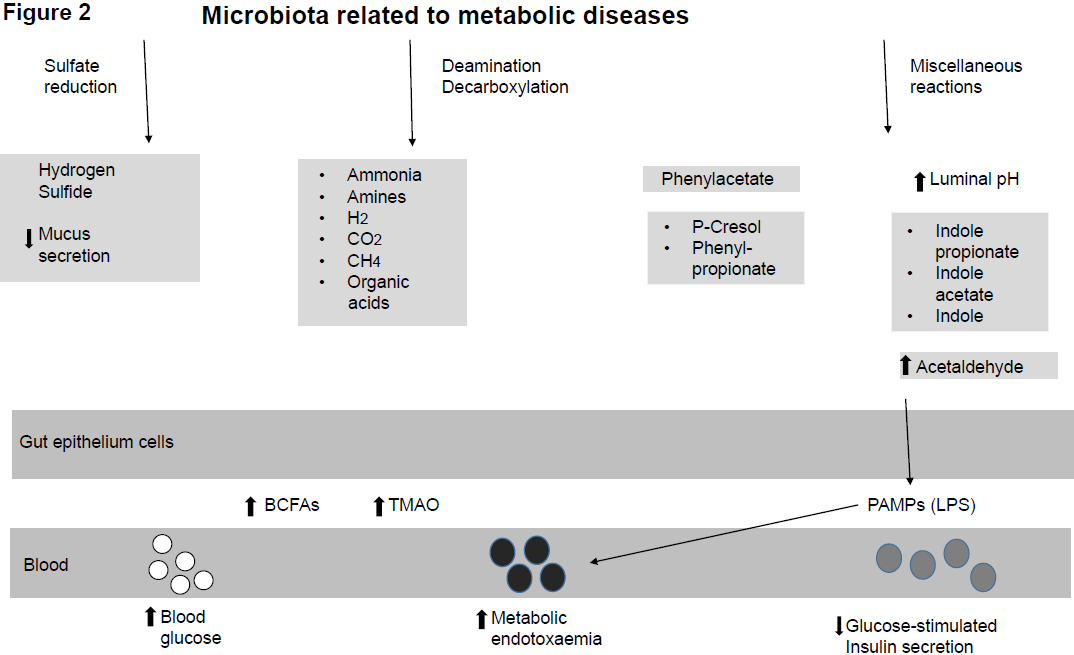 Figure 2
Microbiota related to metabolic diseases
Sulfate
reduction
Deamination
Decarboxylation
Miscellaneous
reactions
Hydrogen
Sulfide
Mucus
secretion
• Ammonia
• Amines
• H2
• CO2
• CH4
• Organic
acids
Phenylacetate
• P-Cresol
• Phenyl-
propionate
Luminal pH
• Indole
propionate
• Indole
acetate
• Indole
Acetaldehyde
Gut epithelium cells
BCFAs
TMAO
PAMPs (LPS)
Blood
Blood
glucose
Metabolic
endotoxaemia
Glucose-stimulated
Insulin secretion